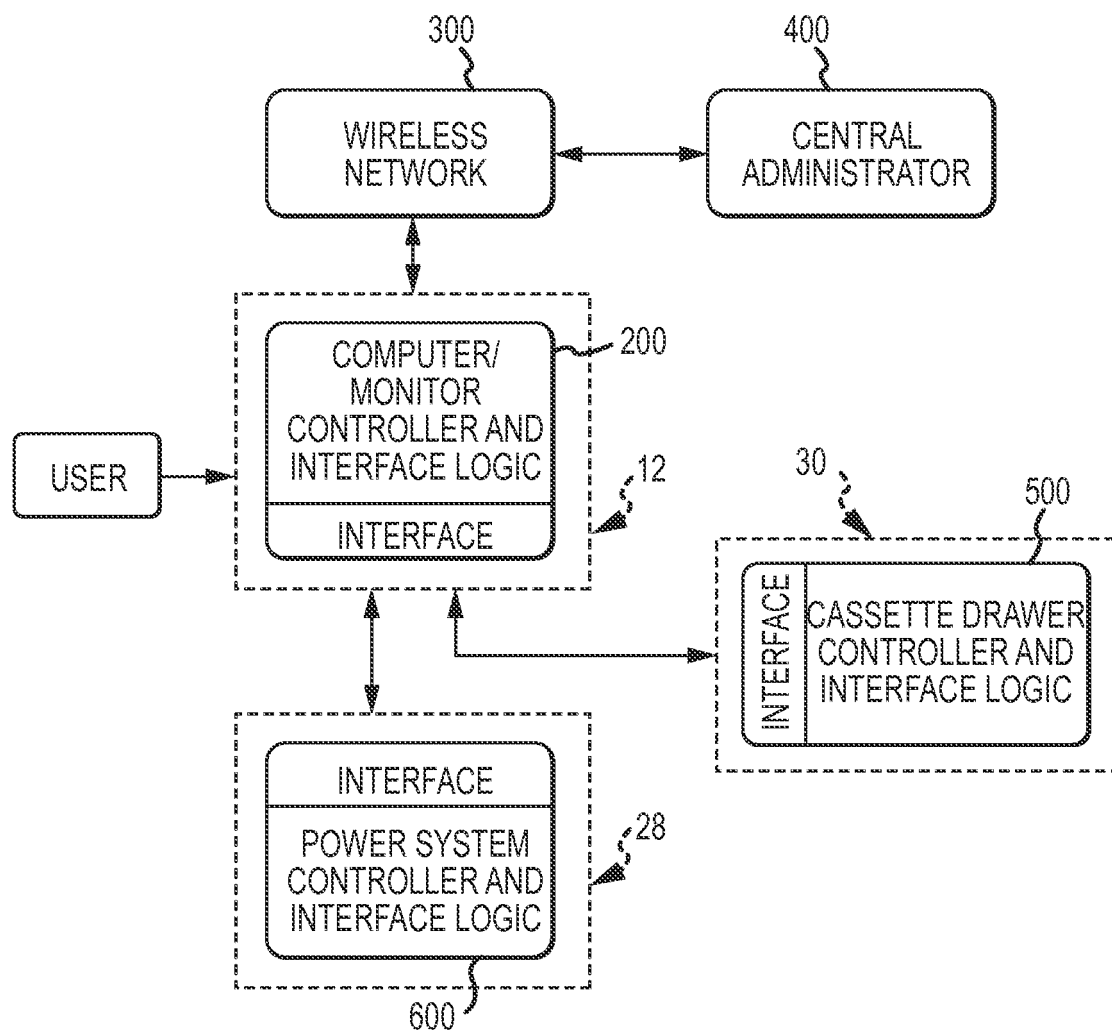 300
400
WIRELESS
NETWORK
CENTRAL
ADMINISTRATOR
COMPUTER/
MONITOR
CONTROLLER AND
INTERFACE LOGIC
INTERFACE
200
USER
12
30
500
INTERFACE
CASSETTE DRAWER
CONTROLLER AND
INTERFACE LOGIC
INTERFACE
POWER SYSTEM
CONTROLLER AND
INTERFACE LOGIC
28
600